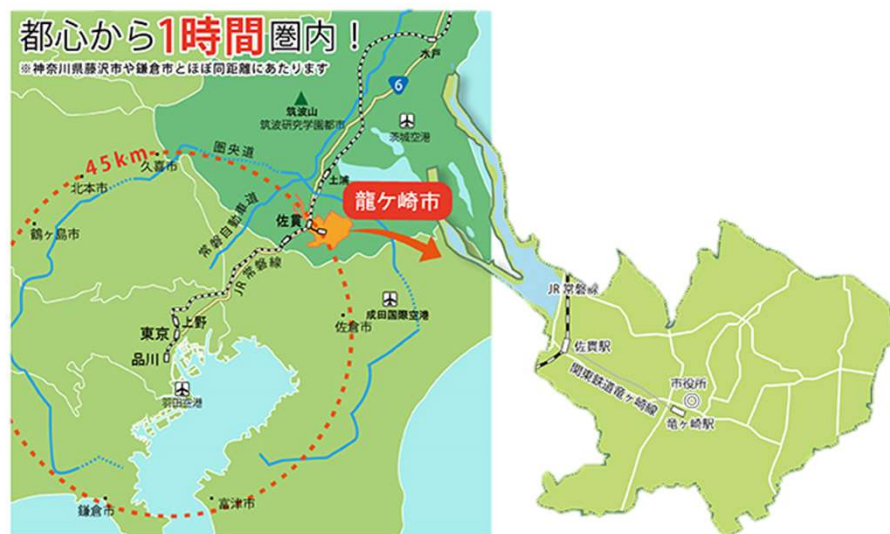 都心から1時間圏内！
※神奈川県藤沢市や鎌倉市とほぼ同距離にあたります
水戸
6
筑波山
筑波研究学園都市
茨城空港
圏央道
45km
久喜市
北本市
土浦
龍ケ崎市
佐貫
常磐自動車道
鶴ヶ島市
JR常磐線
成田国際空港
佐倉市
上野
東京
品川
羽田空港
鎌倉市
富津市
JR常磐線
佐貫駅
関東鉄道竜ヶ崎線
市役所
竜ヶ崎駅